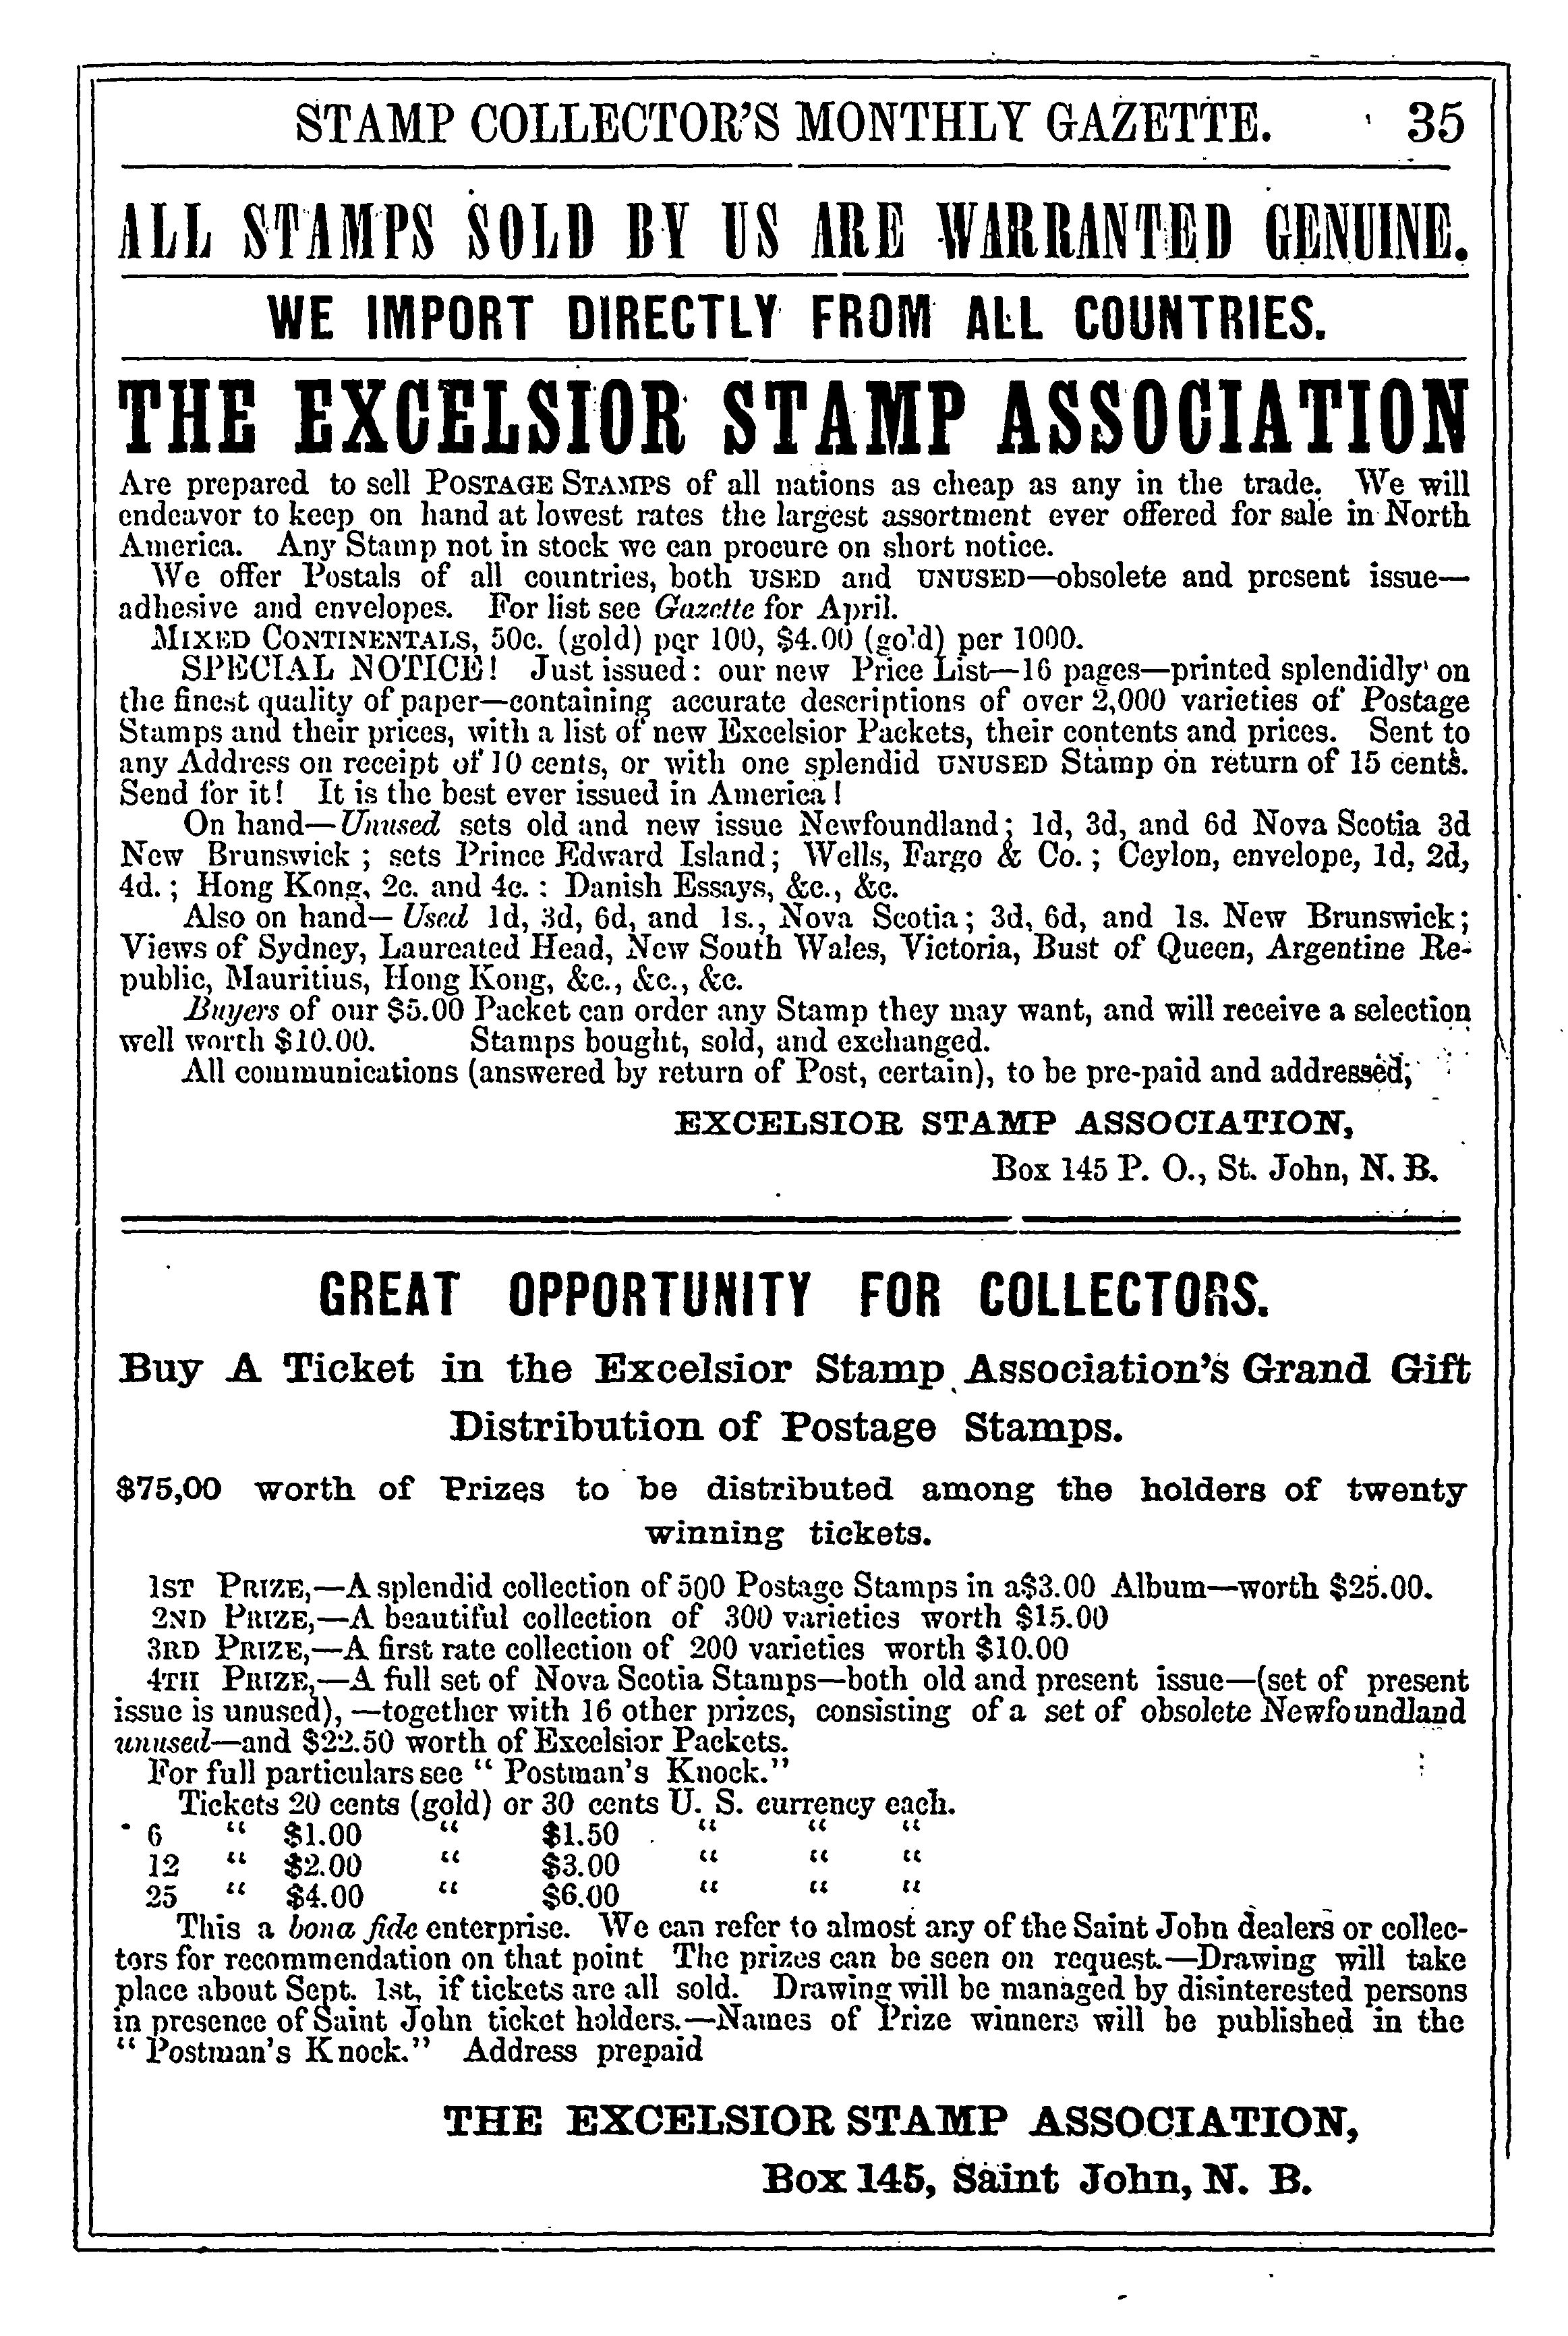 STAMP COLLECTOR'S MONTHLY GAZETTE. 35
ALL STAMPS SOLD BY US ARE WARRANTED GENUINE.
WE IMPORT DIRECTLY FROM ALL COUNTRIES.
THE EXCELSIOR STAMP ASSOCIATION
Are prepared to sell POSTAGE STAMPS of all nations as cheap as any in the trade. We will
endeavor to keep on hand at lowest rates the largest assortment ever offered for sale in North
America. Any Stamp not in stock we can procure on short notice.
We offer Postals of all countries, both USED and UNUSED—obsolete and present issue—
adhesive and envelopes. For list see Gazette for April.
MIXED CONTINENTALS, 50c. (gold) per 100, $4.00 (gold) per 1000.
SPECIAL NOTICE! Just issued: our new Price List—16 pages—printed splendidly on
the finest quality of paper—containing accurate descriptions of over 2,000 varieties of Postage
Stamps and their prices, with a list of new Excelsior Packets, their contents and prices. Sent to
any Address on receipt of 10 cents, or with one splendid UNUSED Stamp on return of 15 cents.
Send for it! It is the best ever issued in America!
On hand—Unused sets old and new issue Newfoundland; 1d, 3d, and 6d Nova Scotia 3d
New Brunswick; sets Prince Edward Island; Wells, Fargo & Co.; Ceylon, envelope, 1d, 2d,
4d.; Hong Kong, 2c. and 4c.: Danish Essays, &c., &c.
Also on hand—Used 1d, 3d, 6d, and 1s., Nova Scotia; 3d, 6d, and 1s. New Brunswick;
Views of Sydney, Laureated Head, New South Wales, Victoria, Bust of Queen, Argentine Re-
public, Mauritius, Hong Kong, &c., &c., &c.
Buyers of our $5.00 Packet can order any Stamp they may want, and will receive a selection
well worth $10.00. Stamps bought, sold, and exchanged.
All communications (answered by return of Post, certain), to be pre-paid and addressed,
EXCELSIOR STAMP ASSOCIATION,
Box 145 P. O., St. John, N. B.
GREAT OPPORTUNITY FOR COLLECTORS.
Buy A Ticket in the Excelsior Stamp Association's Grand Gift
Distribution of Postage Stamps.
$75,00 worth of Prizes to be distributed among the holders of twenty
winning tickets.
1ST PRIZE,—A splendid collection of 500 Postage Stamps in a $3.00 Album—worth $25.00.
2ND PRIZE,—A beautiful collection of 300 varieties worth $15.00
3RD PRIZE,—A first rate collection of 200 varieties worth $10.00
4TH PRIZE,—A full set of Nova Scotia Stamps—both old and present issue—(set of present
issue is unused),—together with 16 other prizes, consisting of a set of obsolete Newfoundland
unused—and $22.50 worth of Excelsior Packets.
For full particulars see "Postman's Knock."
Tickets 20 cents (gold) or 30 cents U. S. currency each.
6 " $1.00 " $1.50 " " "
12 " $2.00 " $3.00 " " "
25 " $4.00 " $6.00 " " "
This a bona fide enterprise. We can refer to almost any of the Saint John dealers or collec-
tors for recommendation on that point The prizes can be seen on request.—Drawing will take
place about Sept. 1st, if tickets are all sold. Drawing will be managed by disinterested persons
in presence of Saint John ticket holders.—Names of Prize winners will be published in the
"Postman's Knock." Address prepaid
THE EXCELSIOR STAMP ASSOCIATION,
Box 145, Saint John, N. B.